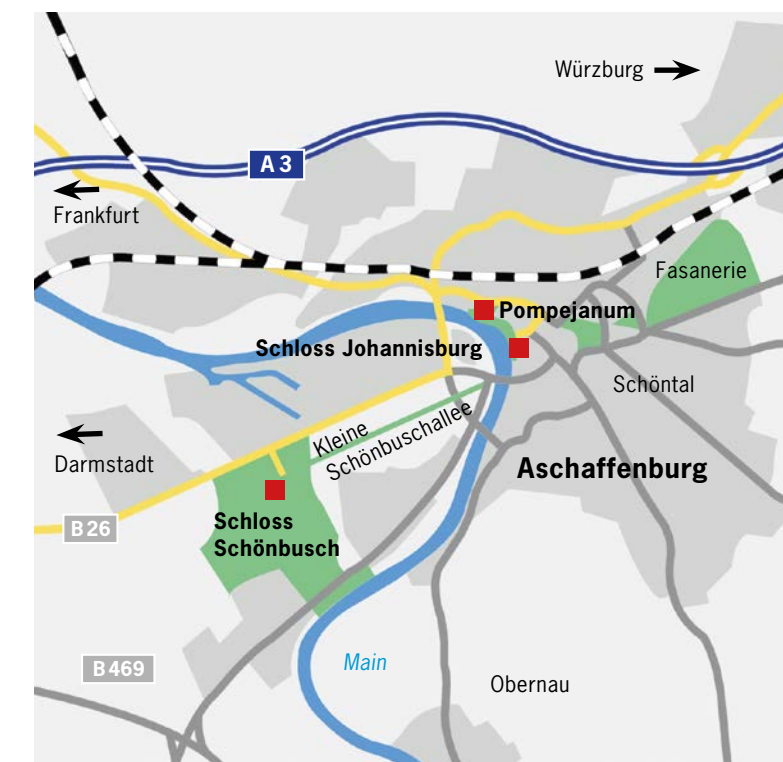 Würzburg
A 3
Frankfurt
Fasanerie
Pompejanum
Schloss Johannisburg
Schöntal
Kleine
Schönbuschallee
Darmstadt
Aschaffenburg
Schloss
Schönbusch
B 26
Main
B 469
Obernau